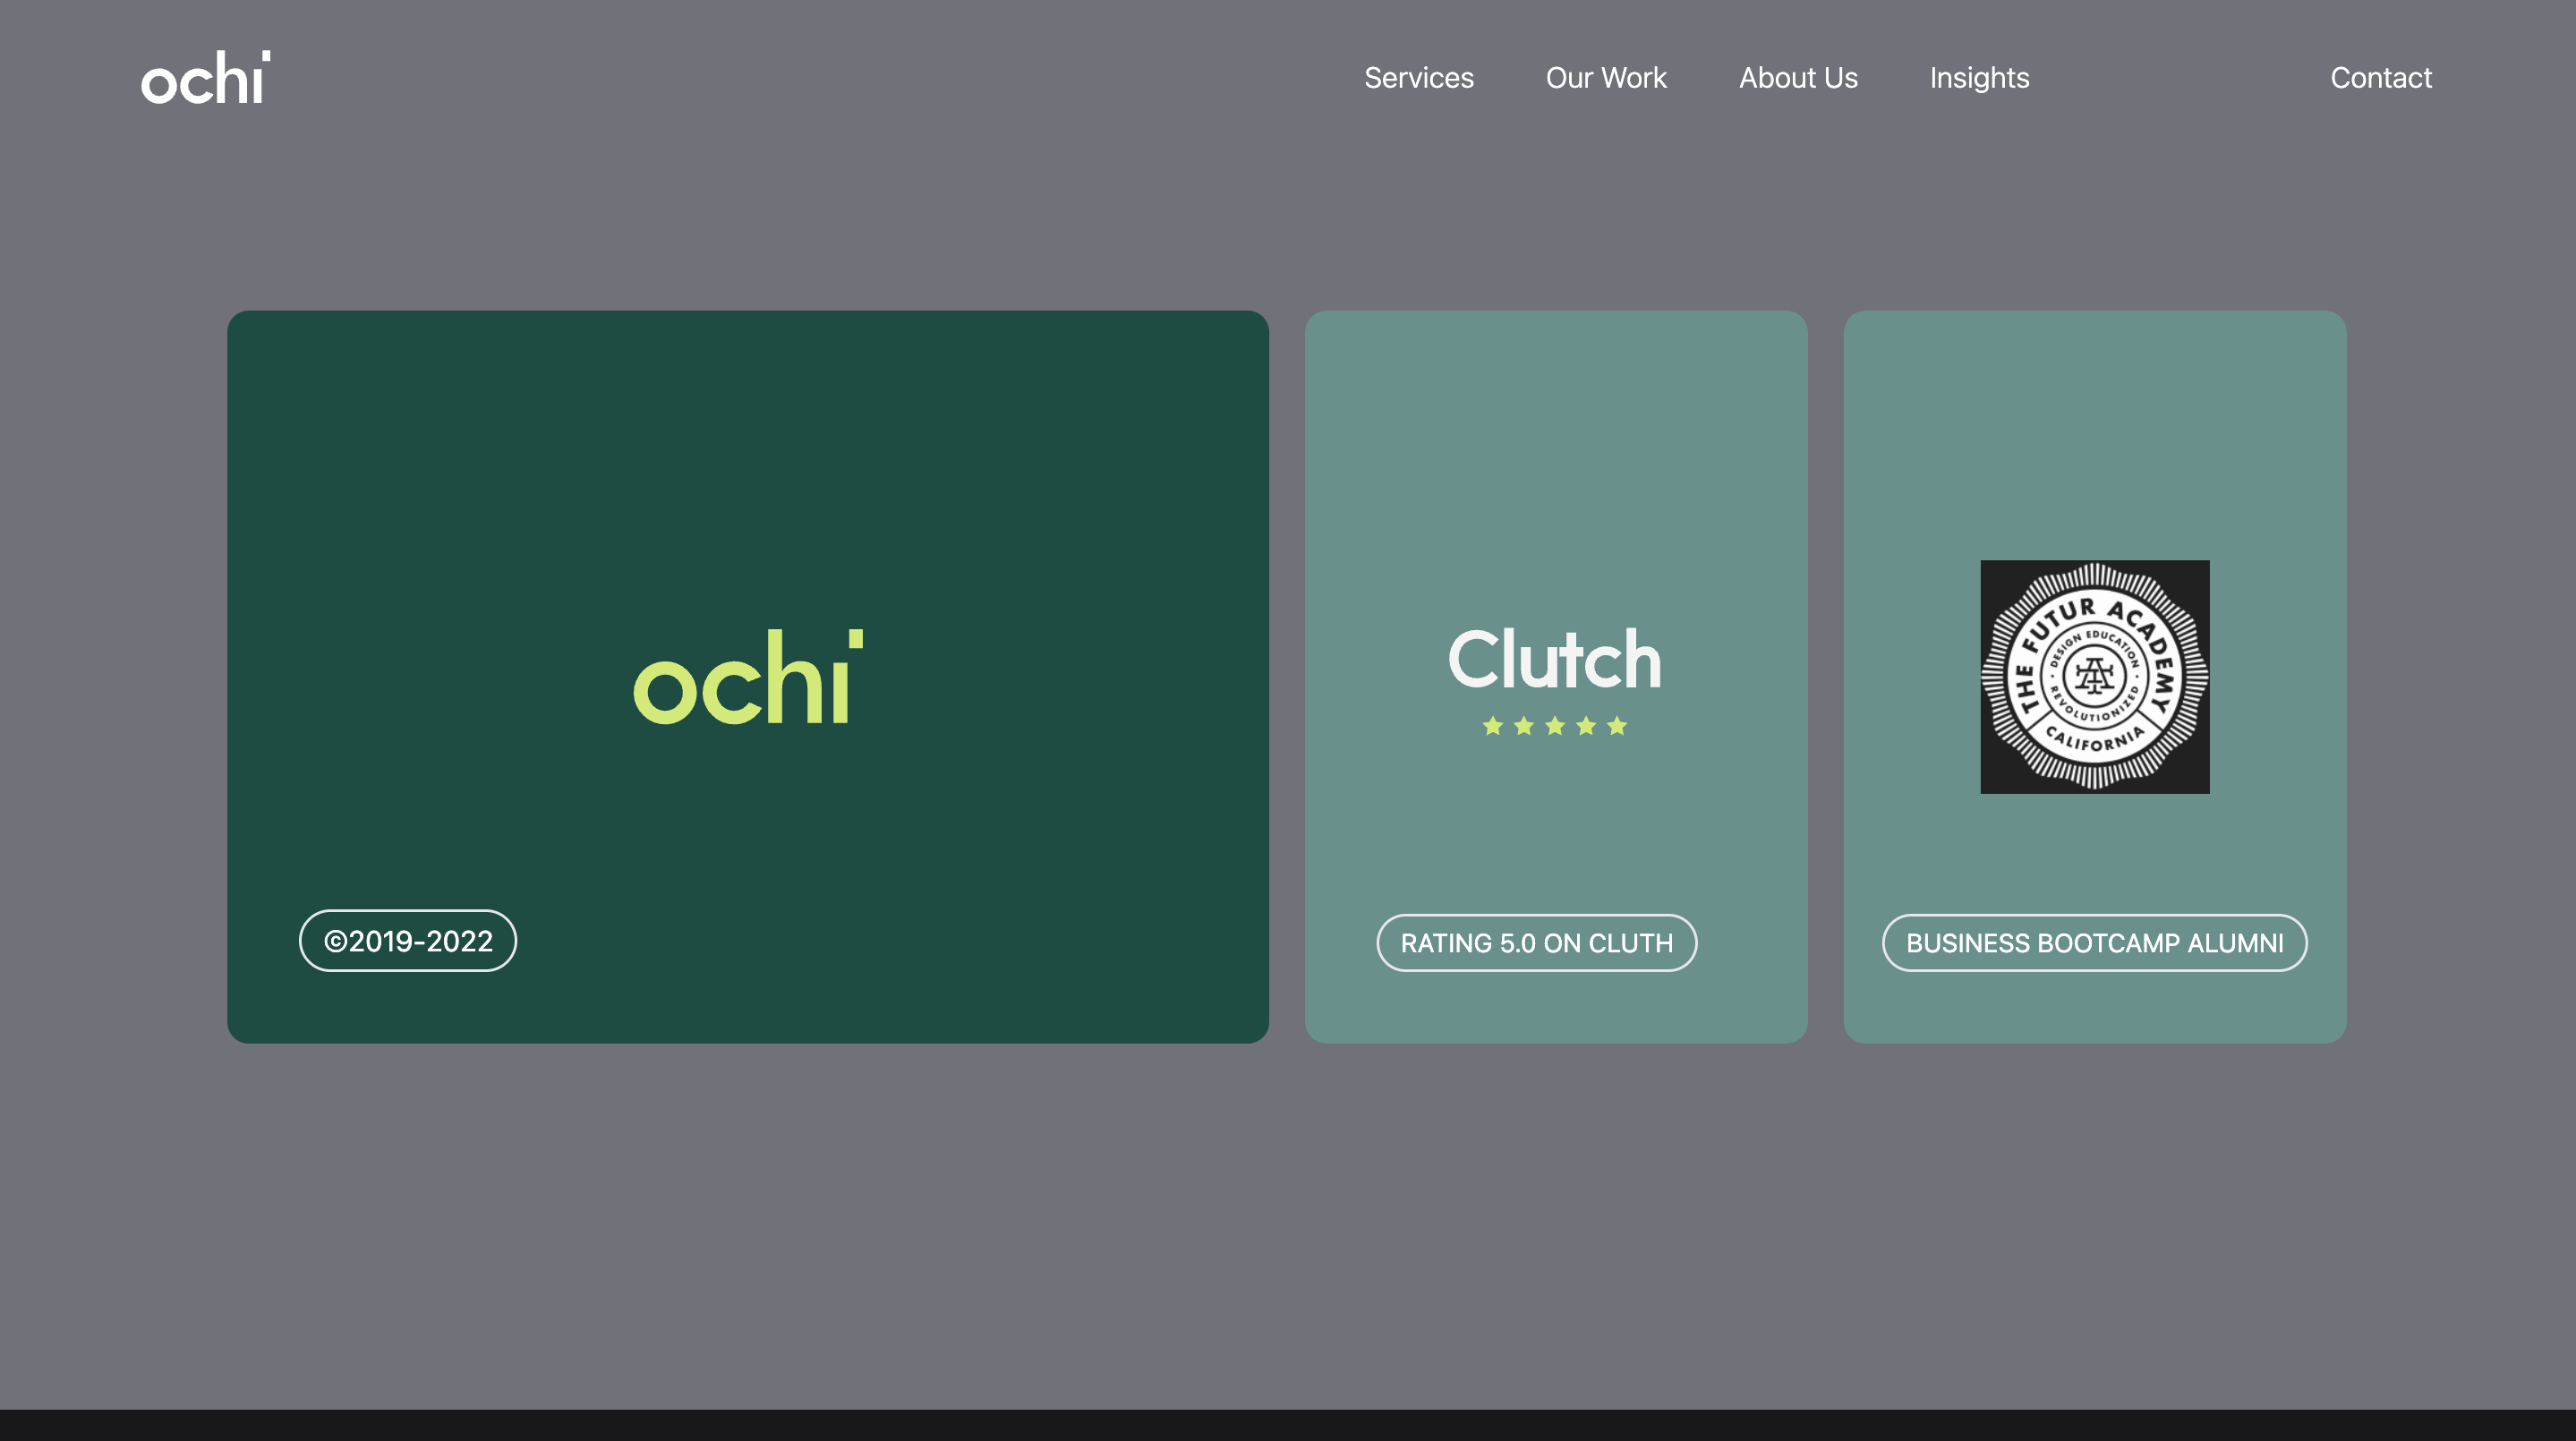 ochi
Services
Our Work
About Us
Insights
Contact
ochi
©2019-2022
Clutch
RATING 5.0 ON CLUTH
THE FUTUR ACADEMY
DESIGN EDUCATION
REVOLUTIONIZED
CALIFORNIA
BUSINESS BOOTCAMP ALUMNI